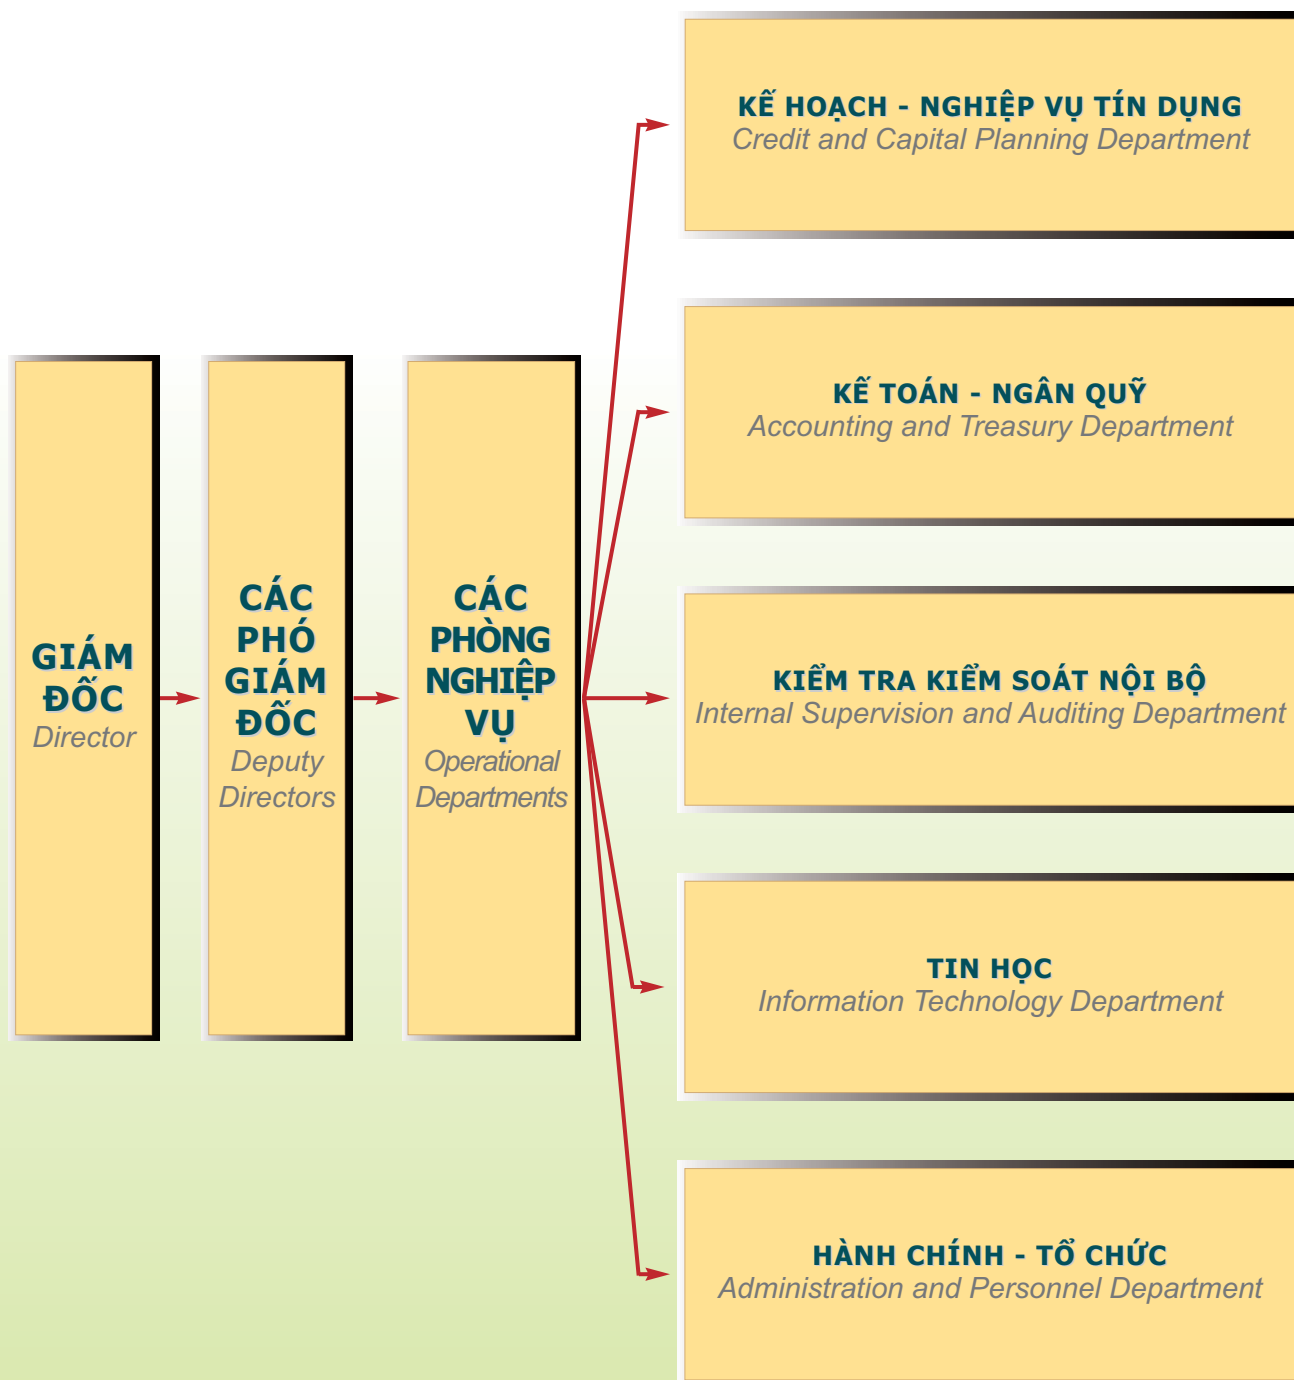 GIÁM
ĐỐC
Director
CÁC
PHÓ
GIÁM
ĐỐC
Deputy
Directors
CÁC
PHÒNG
NGHIỆP
VỤ
Operational
Departments
KẾ HOẠCH - NGHIỆP VỤ TÍN DỤNG
Credit and Capital Planning Department
KẾ TOÁN - NGÂN QUỸ
Accounting and Treasury Department
KIỂM TRA KIỂM SOÁT NỘI BỘ
Internal Supervision and Auditing Department
TIN HỌC
Information Technology Department
HÀNH CHÍNH - TỔ CHỨC
Administration and Personnel Department